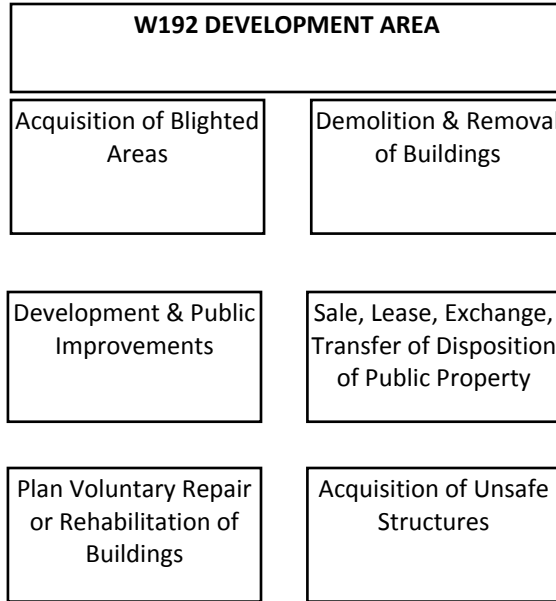 W192 DEVELOPMENT AREA
Acquisition of Blighted
Areas
Demolition & Removal
of Buildings
Development & Public
Improvements
Sale, Lease, Exchange,
Transfer of Disposition
of Public Property
Plan Voluntary Repair
or Rehabilitation of
Buildings
Acquisition of Unsafe
Structures